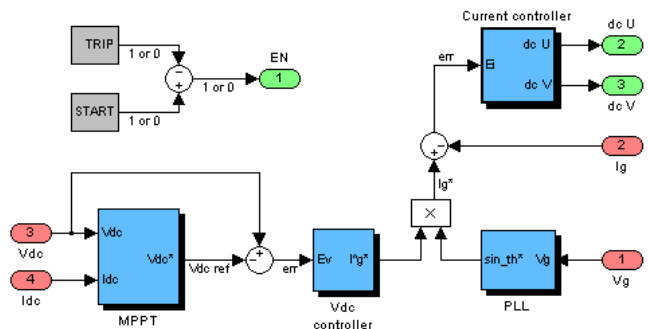 Current controller
dc U
TRIP
1 or 0
EN
1
1 or 0
START
1 or 0
err
Ei
dc U
dc V
2
3
dc V
2
Ig
Ig*
×
3
Vdc
4
Idc
Vdc
Idc
Vdc*
MPPT
Vdc ref
err
Ev
I^g*
Vdc
controller
sin_th*
Vg
PLL
1
Vg